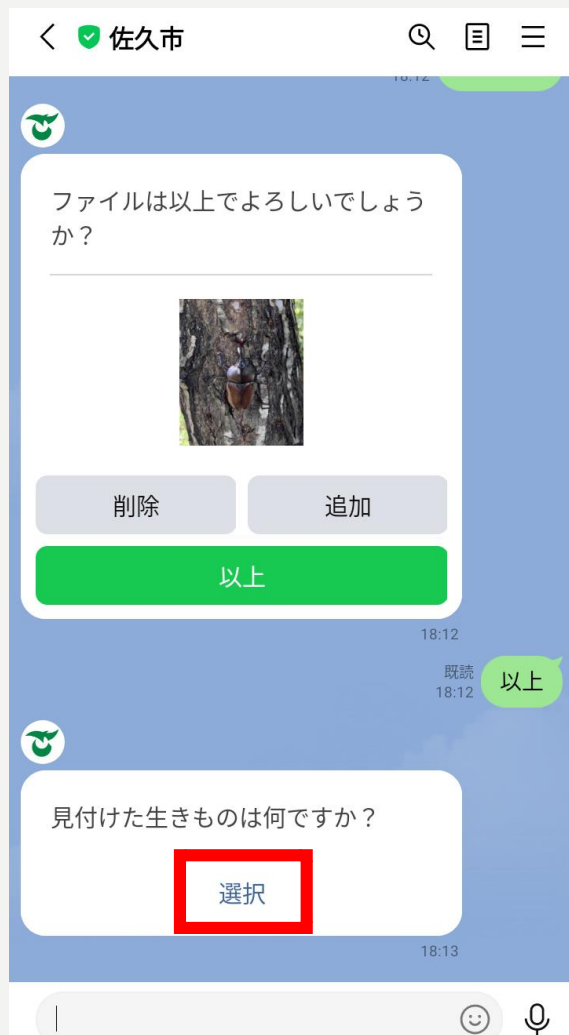 佐久市
18:12
ファイルは以上でよろしいでしょう
か？
削除
追加
以上
18:12
既読
18:12
以上
見付けた生きものは何ですか？
選択
18:13